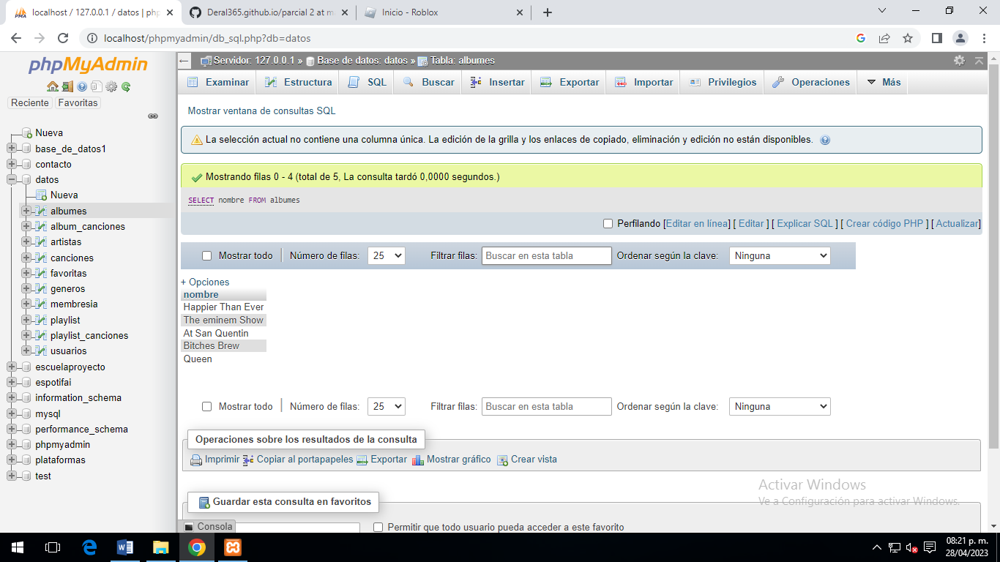 localhost / 127.0.0.1 / datos | php
Deral365.github.io/parcial 2 at m
Inicio - Roblox
localhost/phpmyadmin/db_sql.php?db=datos
phpMyAdmin
Reciente Favoritas
Nueva
base_de_datos1
contacto
datos
Nueva
albumes
album_canciones
artistas
canciones
favoritas
generos
membresia
playlist
playlist_canciones
usuarios
escuelaproyecto
espotifai
information_schema
mysql
performance_schema
phpmyadmin
plataformas
test
Servidor: 127.0.0.1 » Base de datos: datos » Tabla: albumes
Examinar Estructura SQL Buscar Insertar Exportar Importar Privilegios Operaciones Más
Mostrar ventana de consultas SQL
La selección actual no contiene una columna única. La edición de la grilla y los enlaces de copiado, eliminación y edición no están disponibles.
Mostrando filas 0 - 4 (total de 5, La consulta tardó 0,0000 segundos.)
SELECT nombre FROM albumes
Perfilando [Editar en línea] [ Editar ] [ Explicar SQL ] [ Crear código PHP ] [ Actualizar]
Mostrar todo Número de filas: 25 Filtrar filas: Buscar en esta tabla Ordenar según la clave: Ninguna
+ Opciones
nombre
Happier Than Ever
The eminem Show
At San Quentin
Bitches Brew
Queen
Mostrar todo Número de filas: 25 Filtrar filas: Buscar en esta tabla Ordenar según la clave: Ninguna
Operaciones sobre los resultados de la consulta
Imprimir Copiar al portapapeles Exportar Mostrar gráfico Crear vista
Activar Windows
Ve a Configuración para activar Windows.
Guardar esta consulta en favoritos
Consola
Permitir que todo usuario pueda acceder a este favorito
08:21 p. m.
28/04/2023